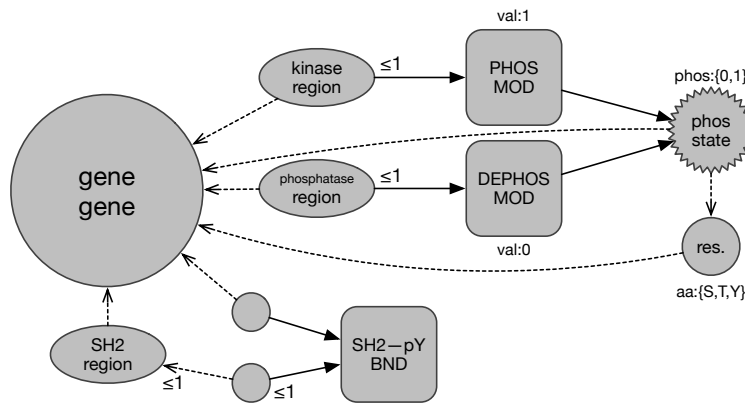 val:1
kinase
region
≤1
PHOS
MOD
phos:{0,1}
phos
state
gene
gene
phosphatase
region
≤1
DEPHOS
MOD
val:0
res.
aa:{S,T,Y}
SH2
region
≤1
≤1
SH2—pY
BND